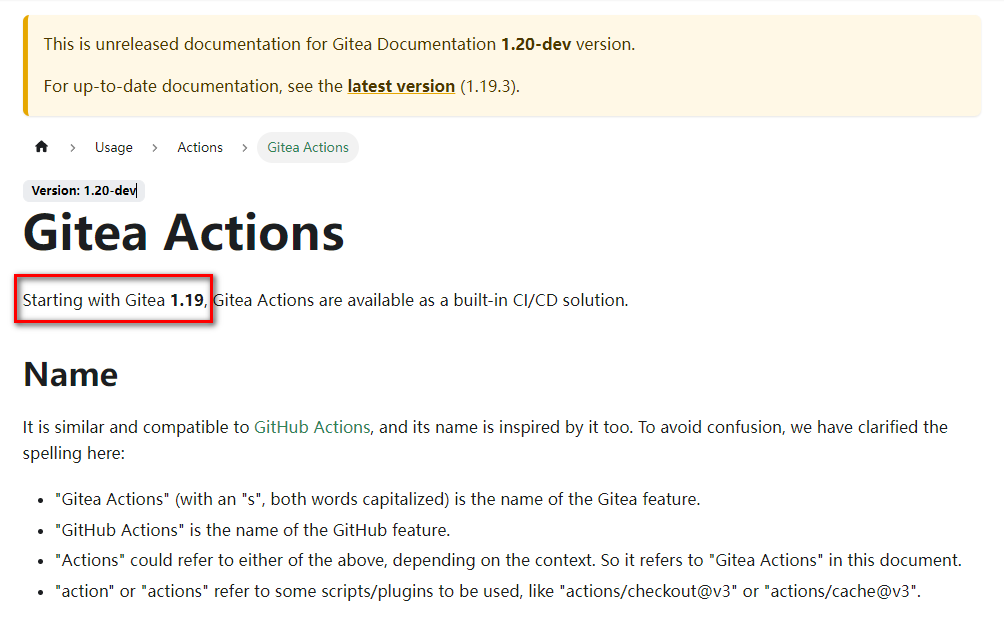 This is unreleased documentation for Gitea Documentation 1.20-dev version.
For up-to-date documentation, see the latest version (1.19.3).
Usage > Actions > Gitea Actions
Version: 1.20-dev
Gitea Actions
Starting with Gitea 1.19, Gitea Actions are available as a built-in CI/CD solution.
Name
It is similar and compatible to GitHub Actions, and its name is inspired by it too. To avoid confusion, we have clarified the
spelling here:
• "Gitea Actions" (with an "s", both words capitalized) is the name of the Gitea feature.
• "GitHub Actions" is the name of the GitHub feature.
• "Actions" could refer to either of the above, depending on the context. So it refers to "Gitea Actions" in this document.
• "action" or "actions" refer to some scripts/plugins to be used, like "actions/checkout@v3" or "actions/cache@v3".